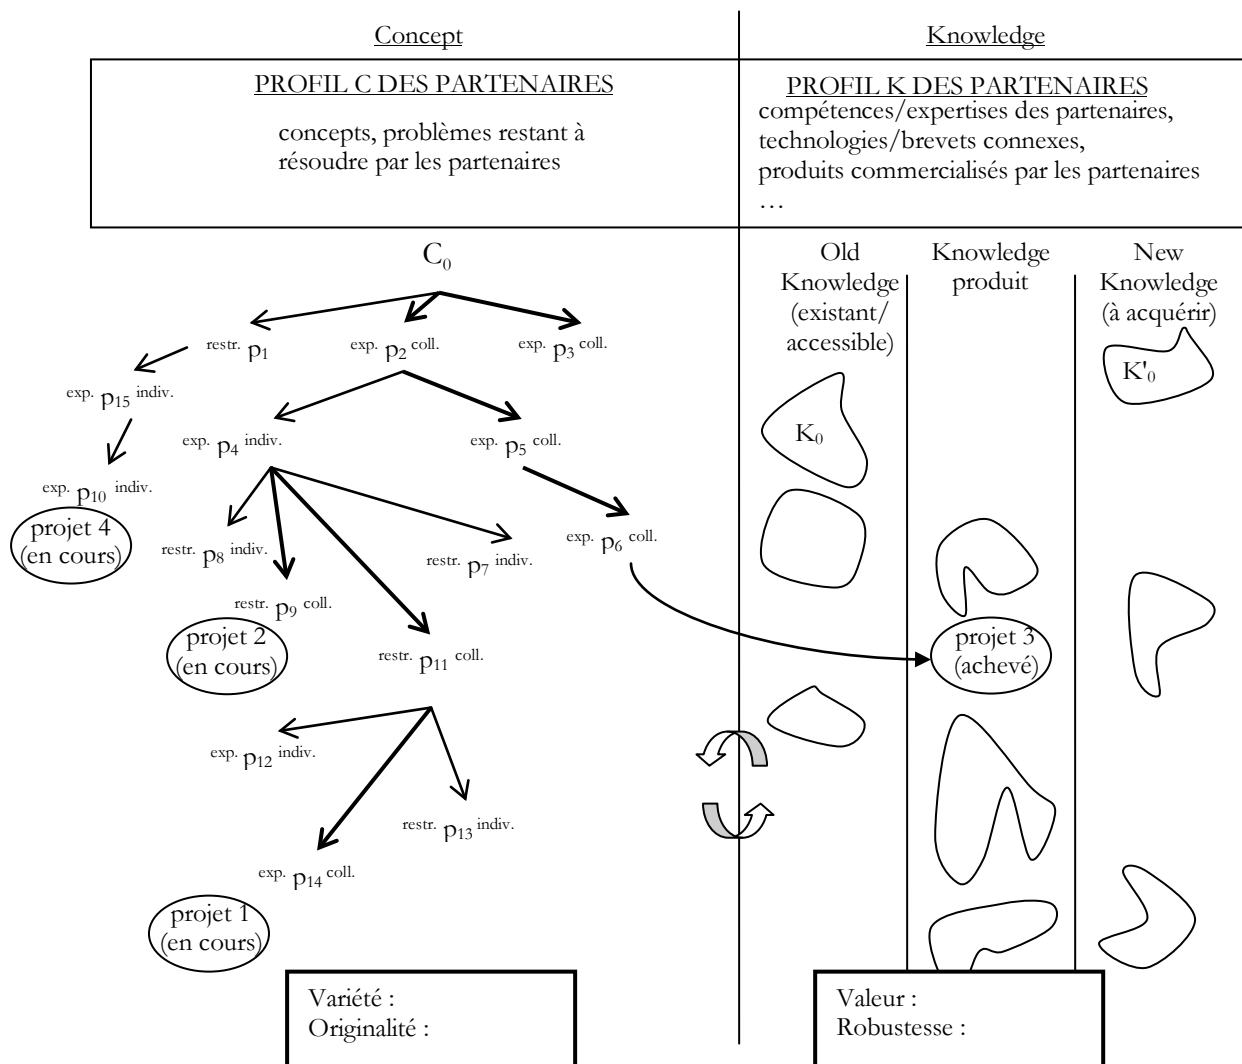 Concept
Knowledge
PROFIL C DES PARTENAIRES
concepts, problèmes restant à
résoudre par les partenaires
PROFIL K DES PARTENAIRES
compétences/expertises des partenaires,
technologies/brevets connexes,
produits commercialisés par les partenaires
…
C0
Old
Knowledge
(existant/
accessible)
Knowledge
produit
New
Knowledge
(à acquérir)
restr. p1
exp. p2 coll.
exp. p3 coll.
K'0
exp. p15 indiv.
exp. p4 indiv.
exp. p5 coll.
K0
exp. p10 indiv.
projet 4
(en cours)
restr. p8 indiv.
restr. p7 indiv.
exp. p6 coll.
restr. p9 coll.
projet 2
(en cours)
restr. p11 coll.
projet 3
(achevé)
exp. p12 indiv.
restr. p13 indiv.
exp. p14 coll.
projet 1
(en cours)
Variété :
Originalité :
Valeur :
Robustesse :